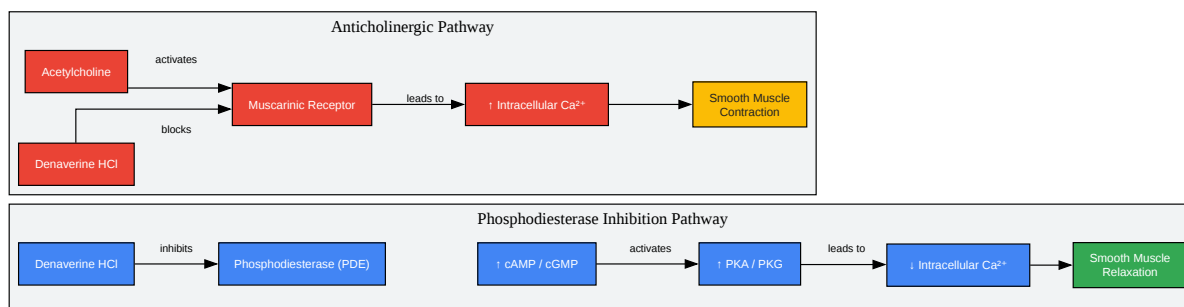 Anticholinergic Pathway
Acetylcholine
activates
Muscarinic Receptor
leads to
↑ Intracellular Ca²⁺
Smooth Muscle
Contraction
blocks
Denaverine HCl
Phosphodiesterase Inhibition Pathway
Denaverine HCl
inhibits
Phosphodiesterase (PDE)
↑ cAMP / cGMP
activates
↑ PKA / PKG
leads to
↓ Intracellular Ca²⁺
Smooth Muscle
Relaxation